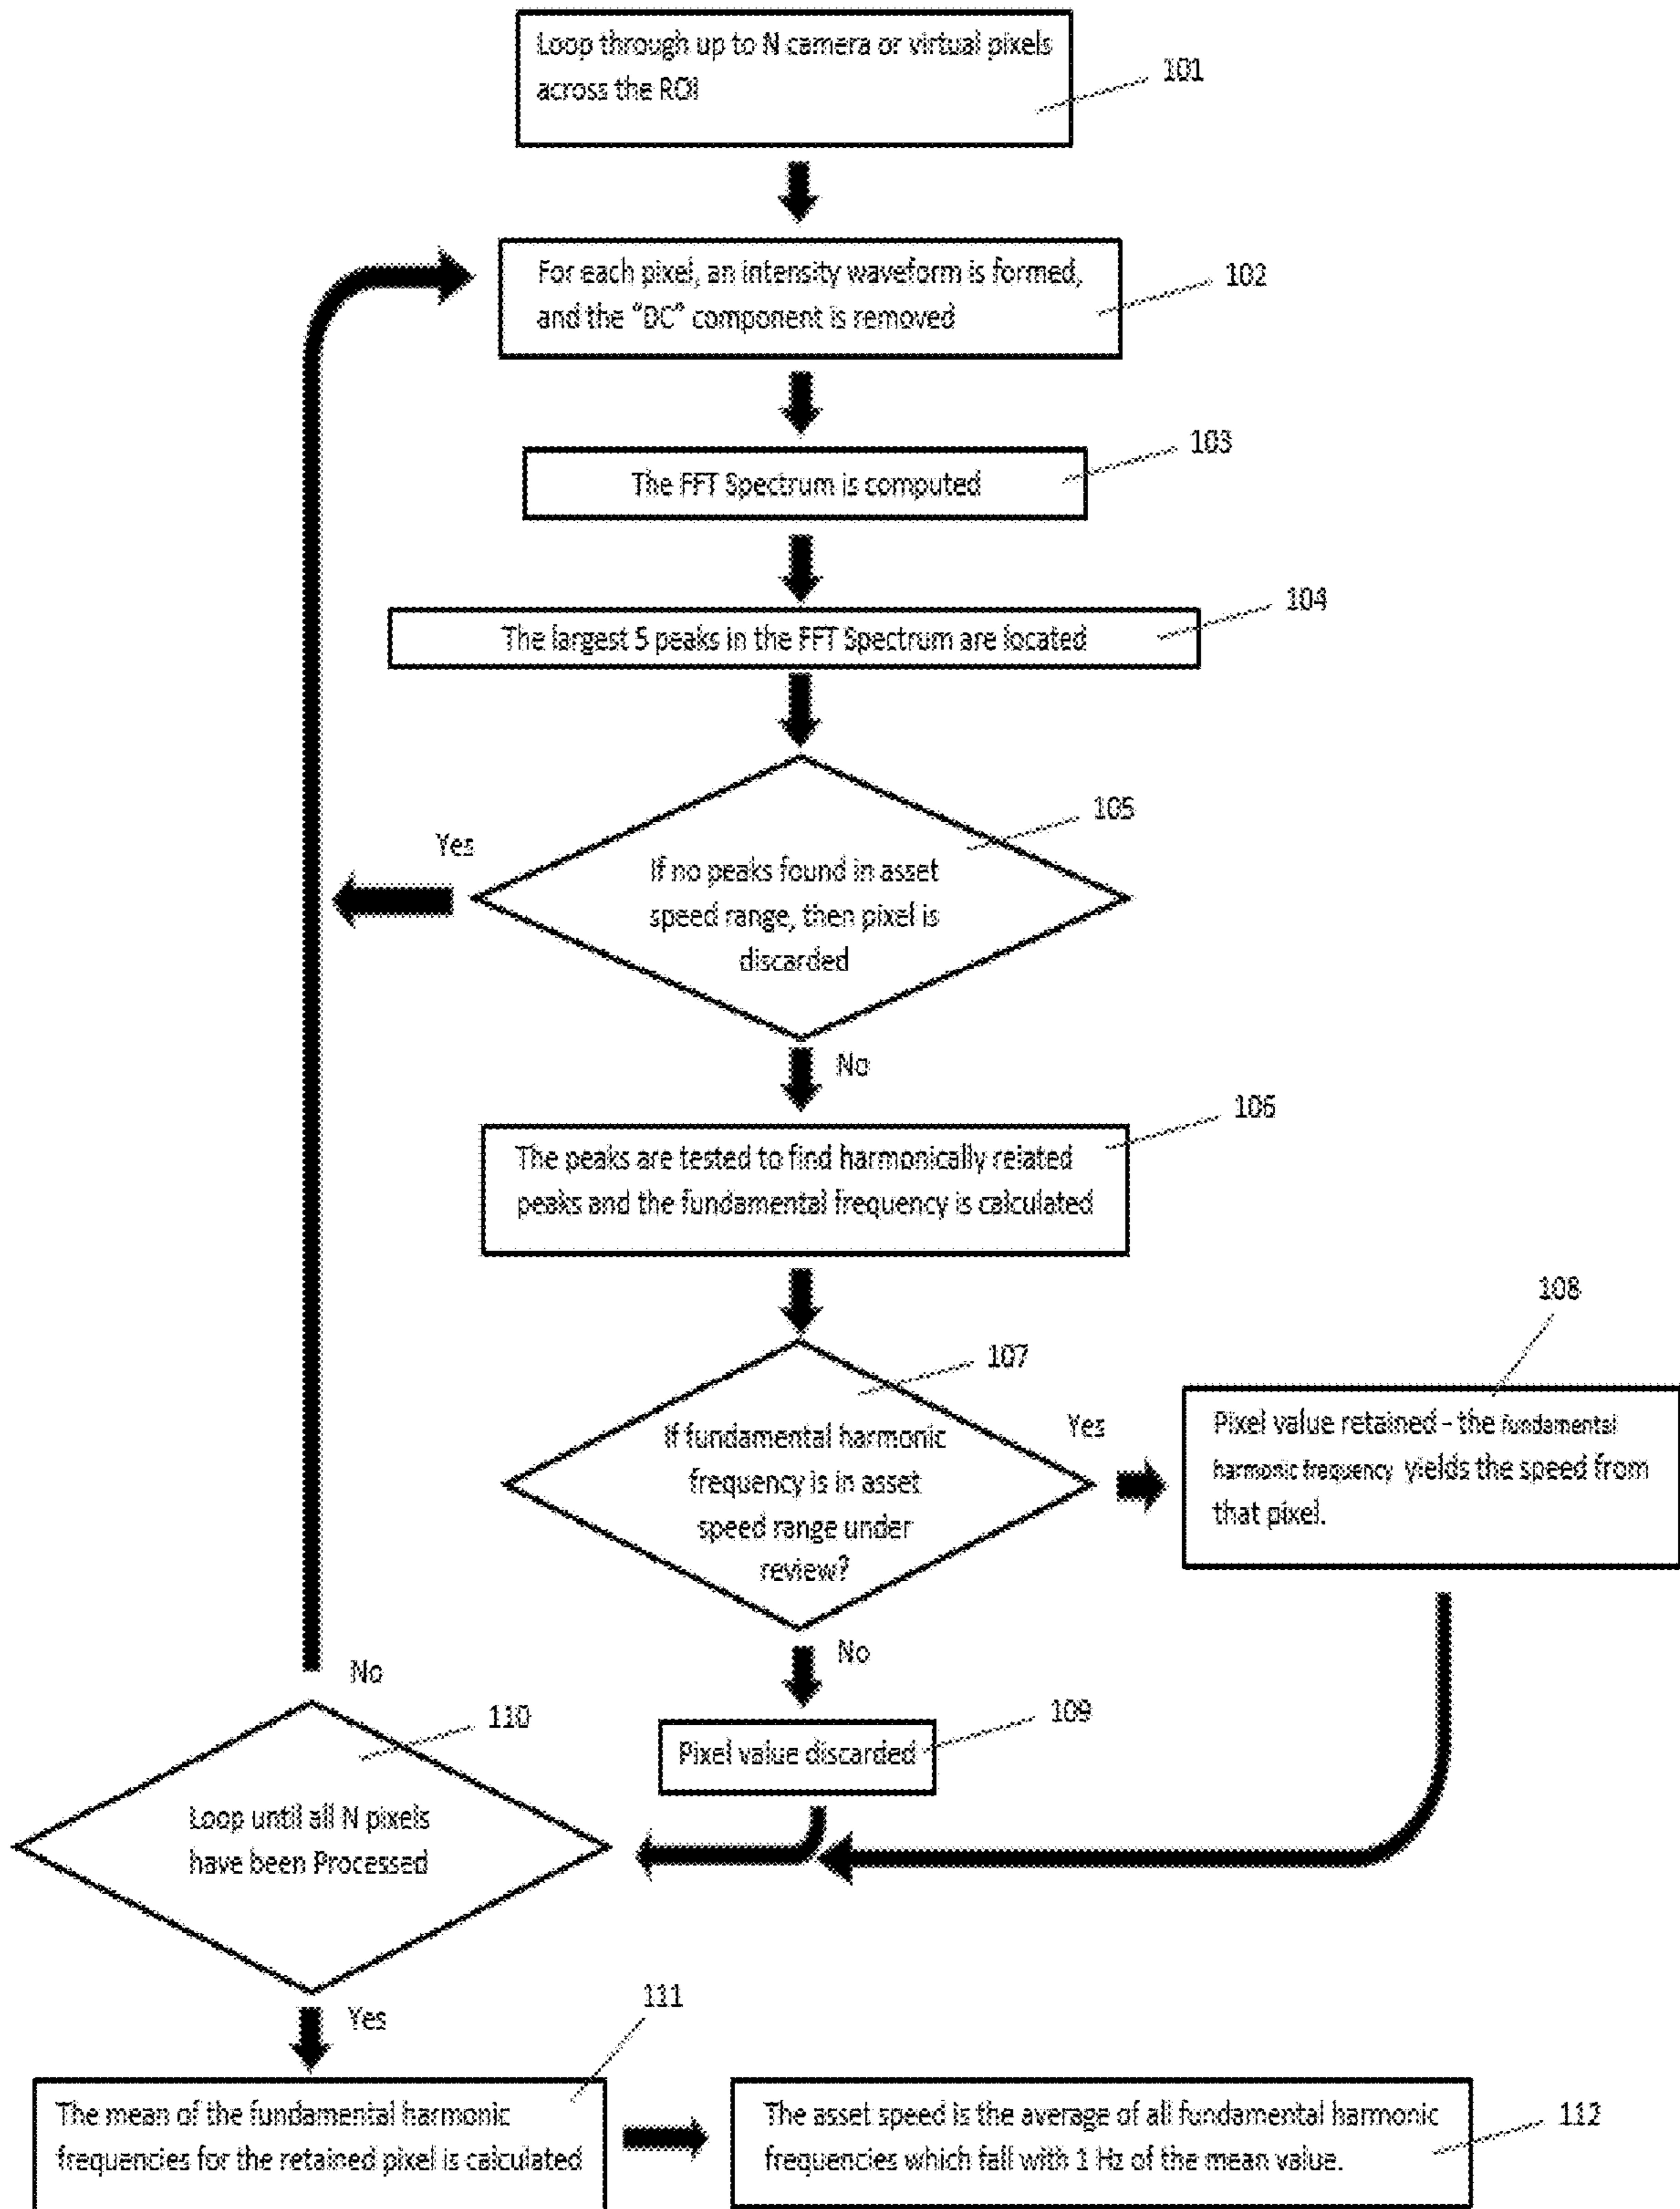 Loop through up to N camera or virtual pixels
across the ROI
101
For each pixel, an intensity waveform is formed,
and the "DC" component is removed
102
The FFT Spectrum is computed
103
The largest 5 peaks in the FFT Spectrum are located
104
105
Yes
If no peaks found in asset
speed range, then pixel is
discarded
No
106
The peaks are tested to find harmonically related
peaks and the fundamental frequency is calculated
108
107
If fundamental harmonic
frequency is in asset
speed range under
review?
Yes
Pixel value retained - the fundamental
harmonic frequency yields the speed from
that pixel.
No
No
109
Pixel value discarded
110
Loop until all N pixels
have been Processed
Yes
111
The mean of the fundamental harmonic
frequencies for the retained pixel is calculated
The asset speed is the average of all fundamental harmonic
frequencies which fall with 1 Hz of the mean value.
112